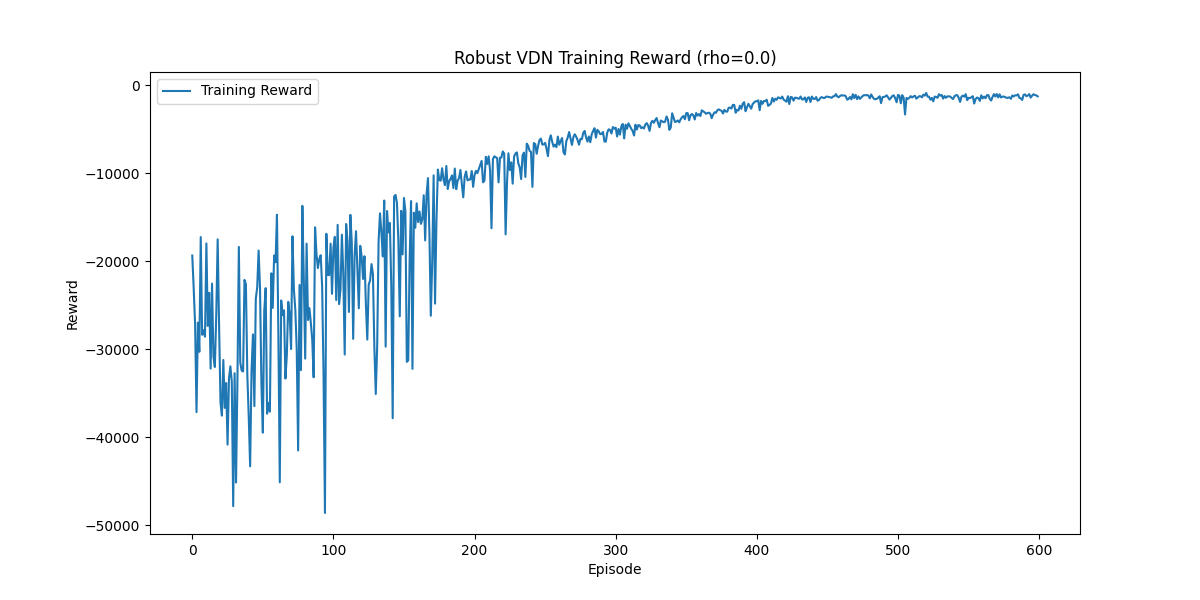 Robust VDN Training Reward (rho=0.0)
Training Reward
Reward
0
−10000
−20000
−30000
−40000
−50000
0 100 200 300 400 500 600
Episode